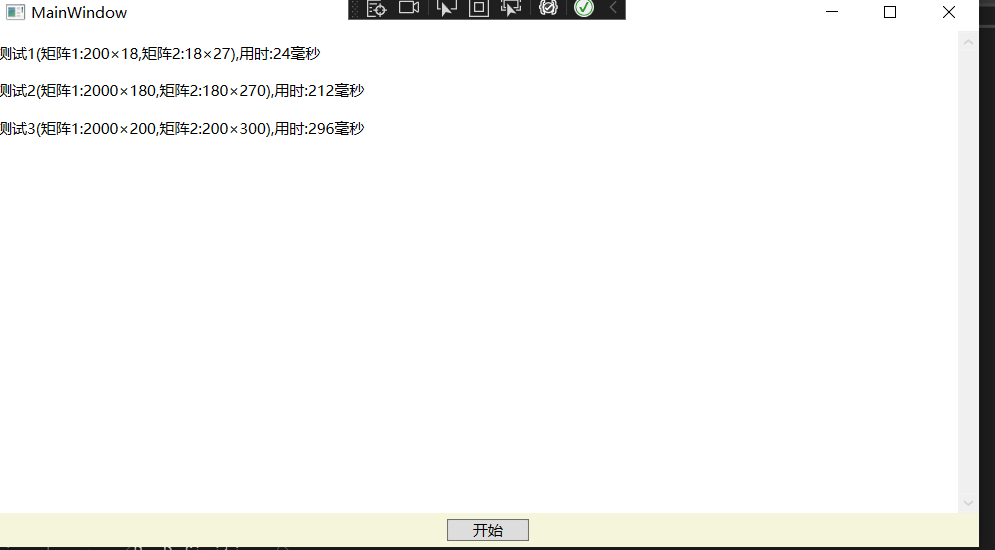 MainWindow
测试1(矩阵1:200×18,矩阵2:18×27),用时:24毫秒
测试2(矩阵1:2000×180,矩阵2:180×270),用时:212毫秒
测试3(矩阵1:2000×200,矩阵2:200×300),用时:296毫秒
开始